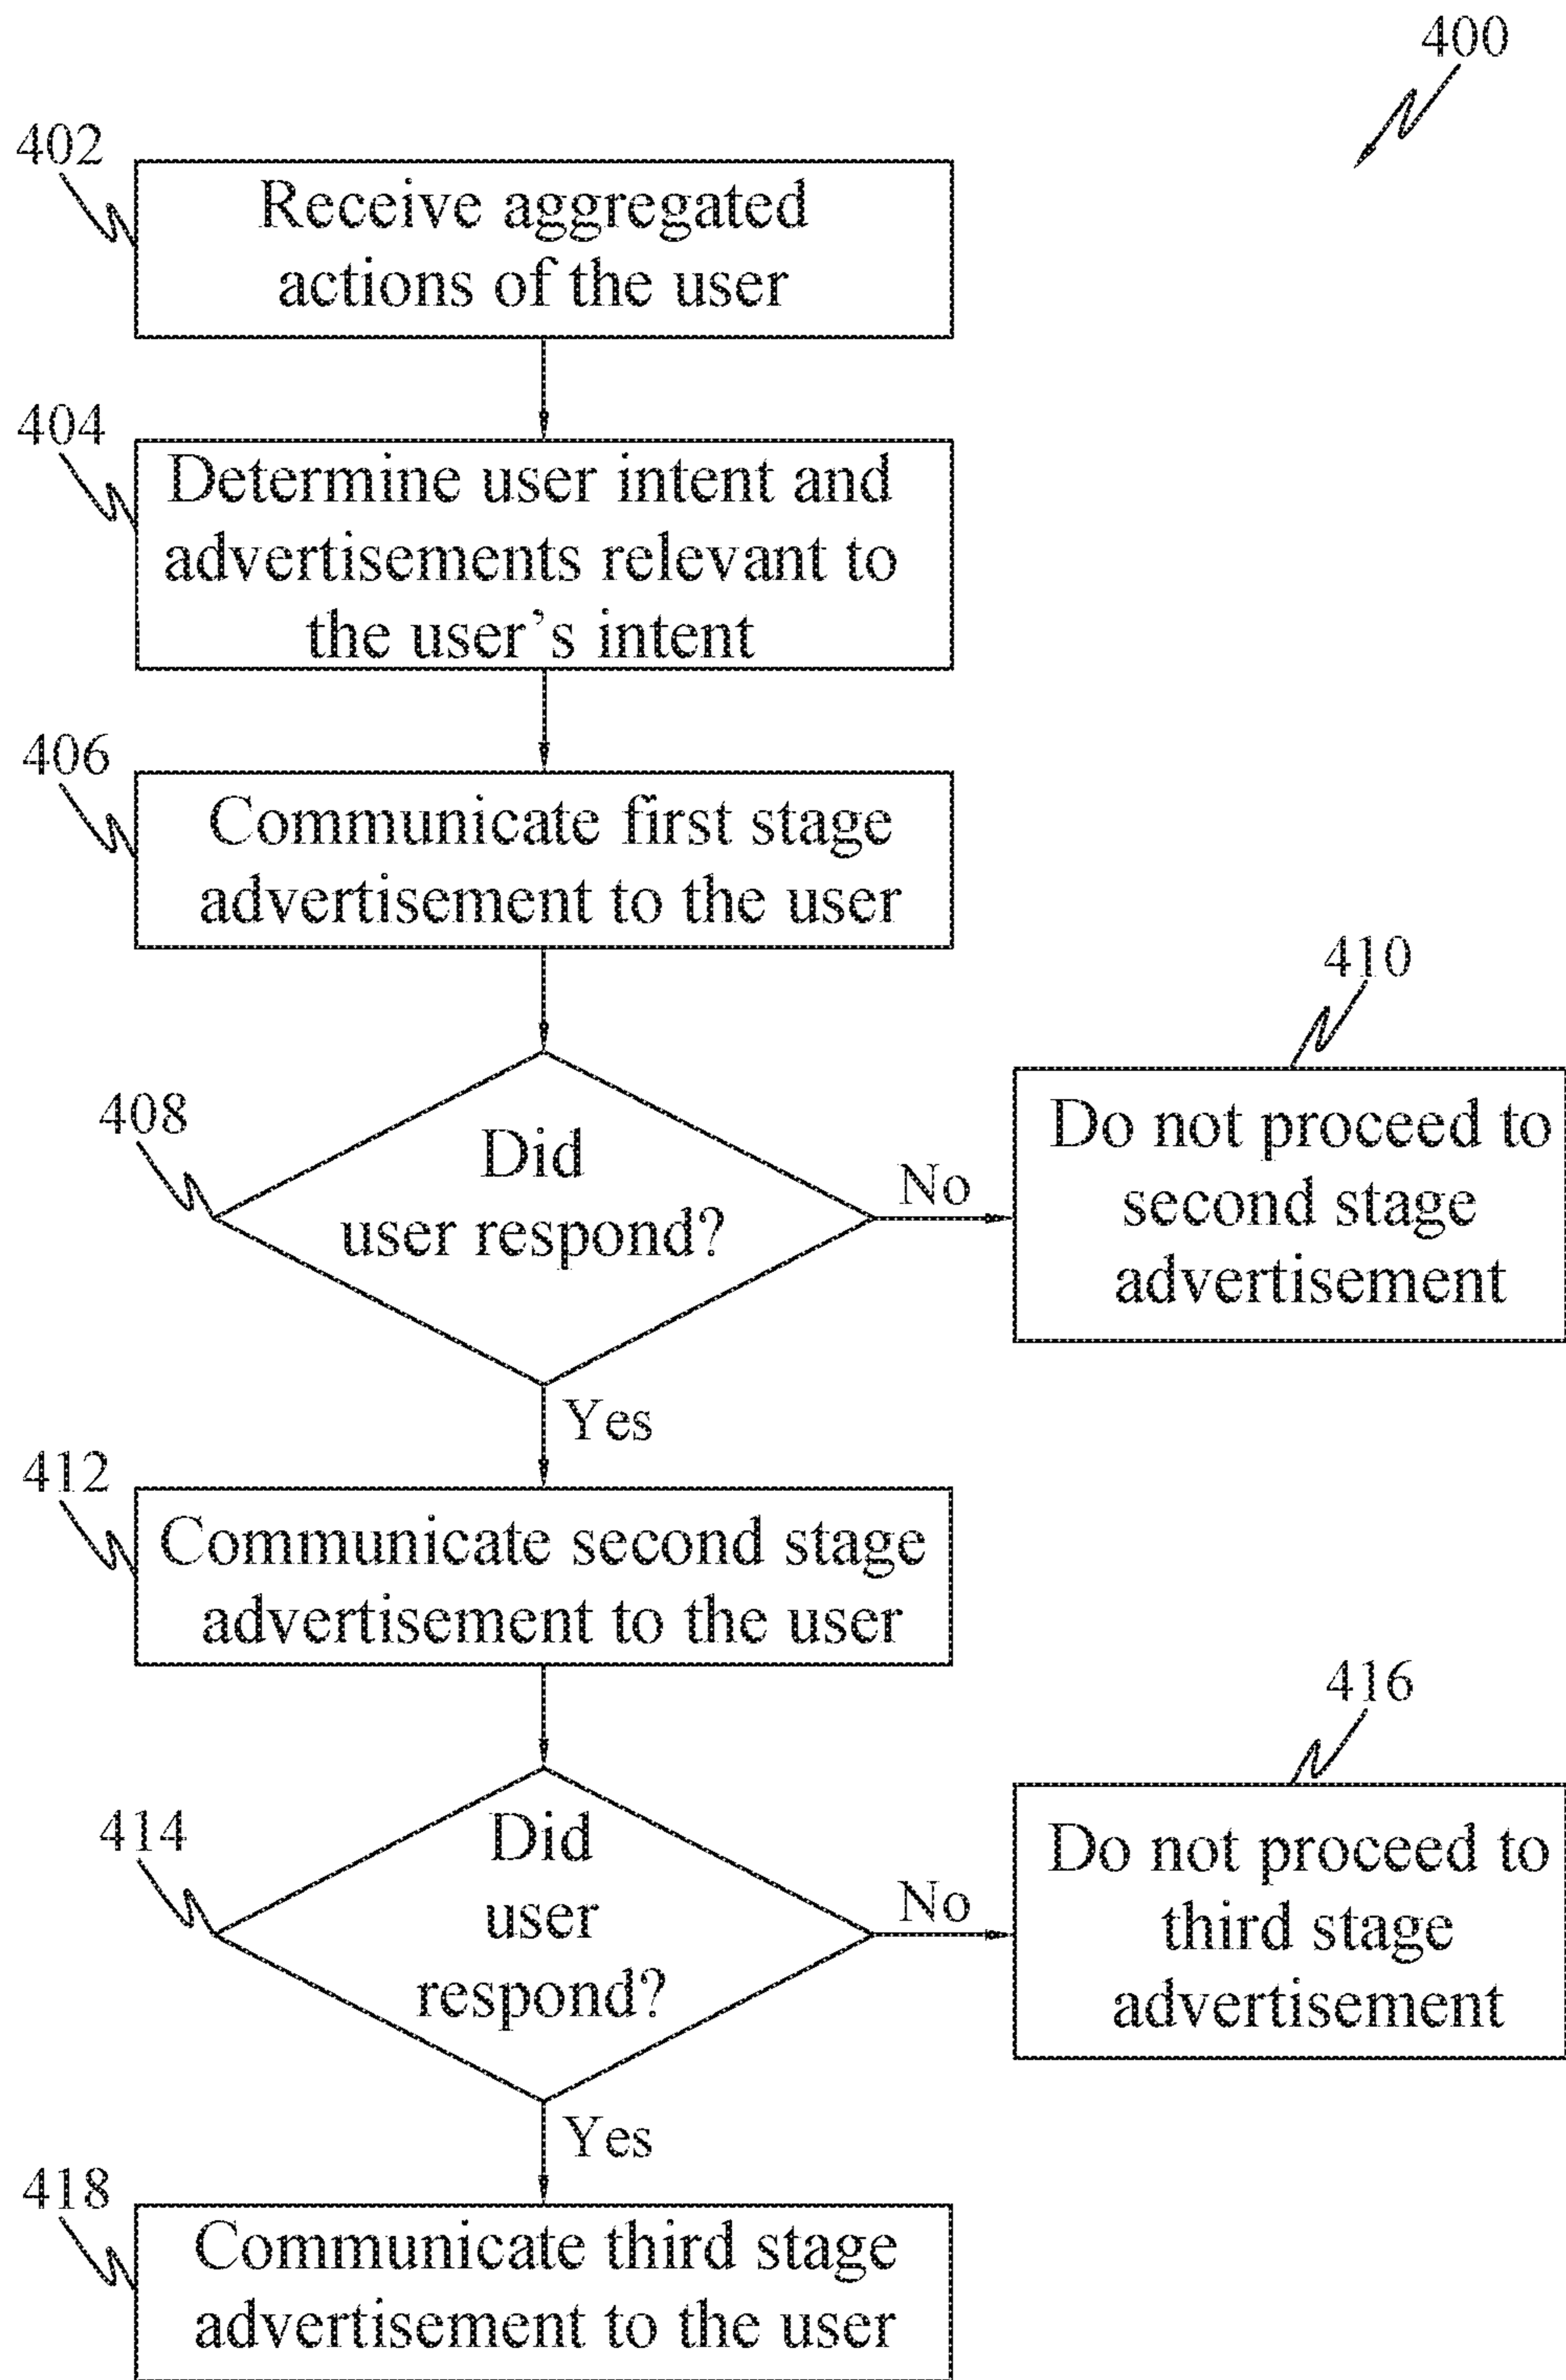 400
402
Receive aggregated
actions of the user
404
Determine user intent and
advertisements relevant to
the user’s intent
406
Communicate first stage
advertisement to the user
408
Did
user respond?
No
410
Do not proceed to
second stage
advertisement
Yes
412
Communicate second stage
advertisement to the user
414
Did
user
respond?
No
416
Do not proceed to
third stage
advertisement
Yes
418
Communicate third stage
advertisement to the user